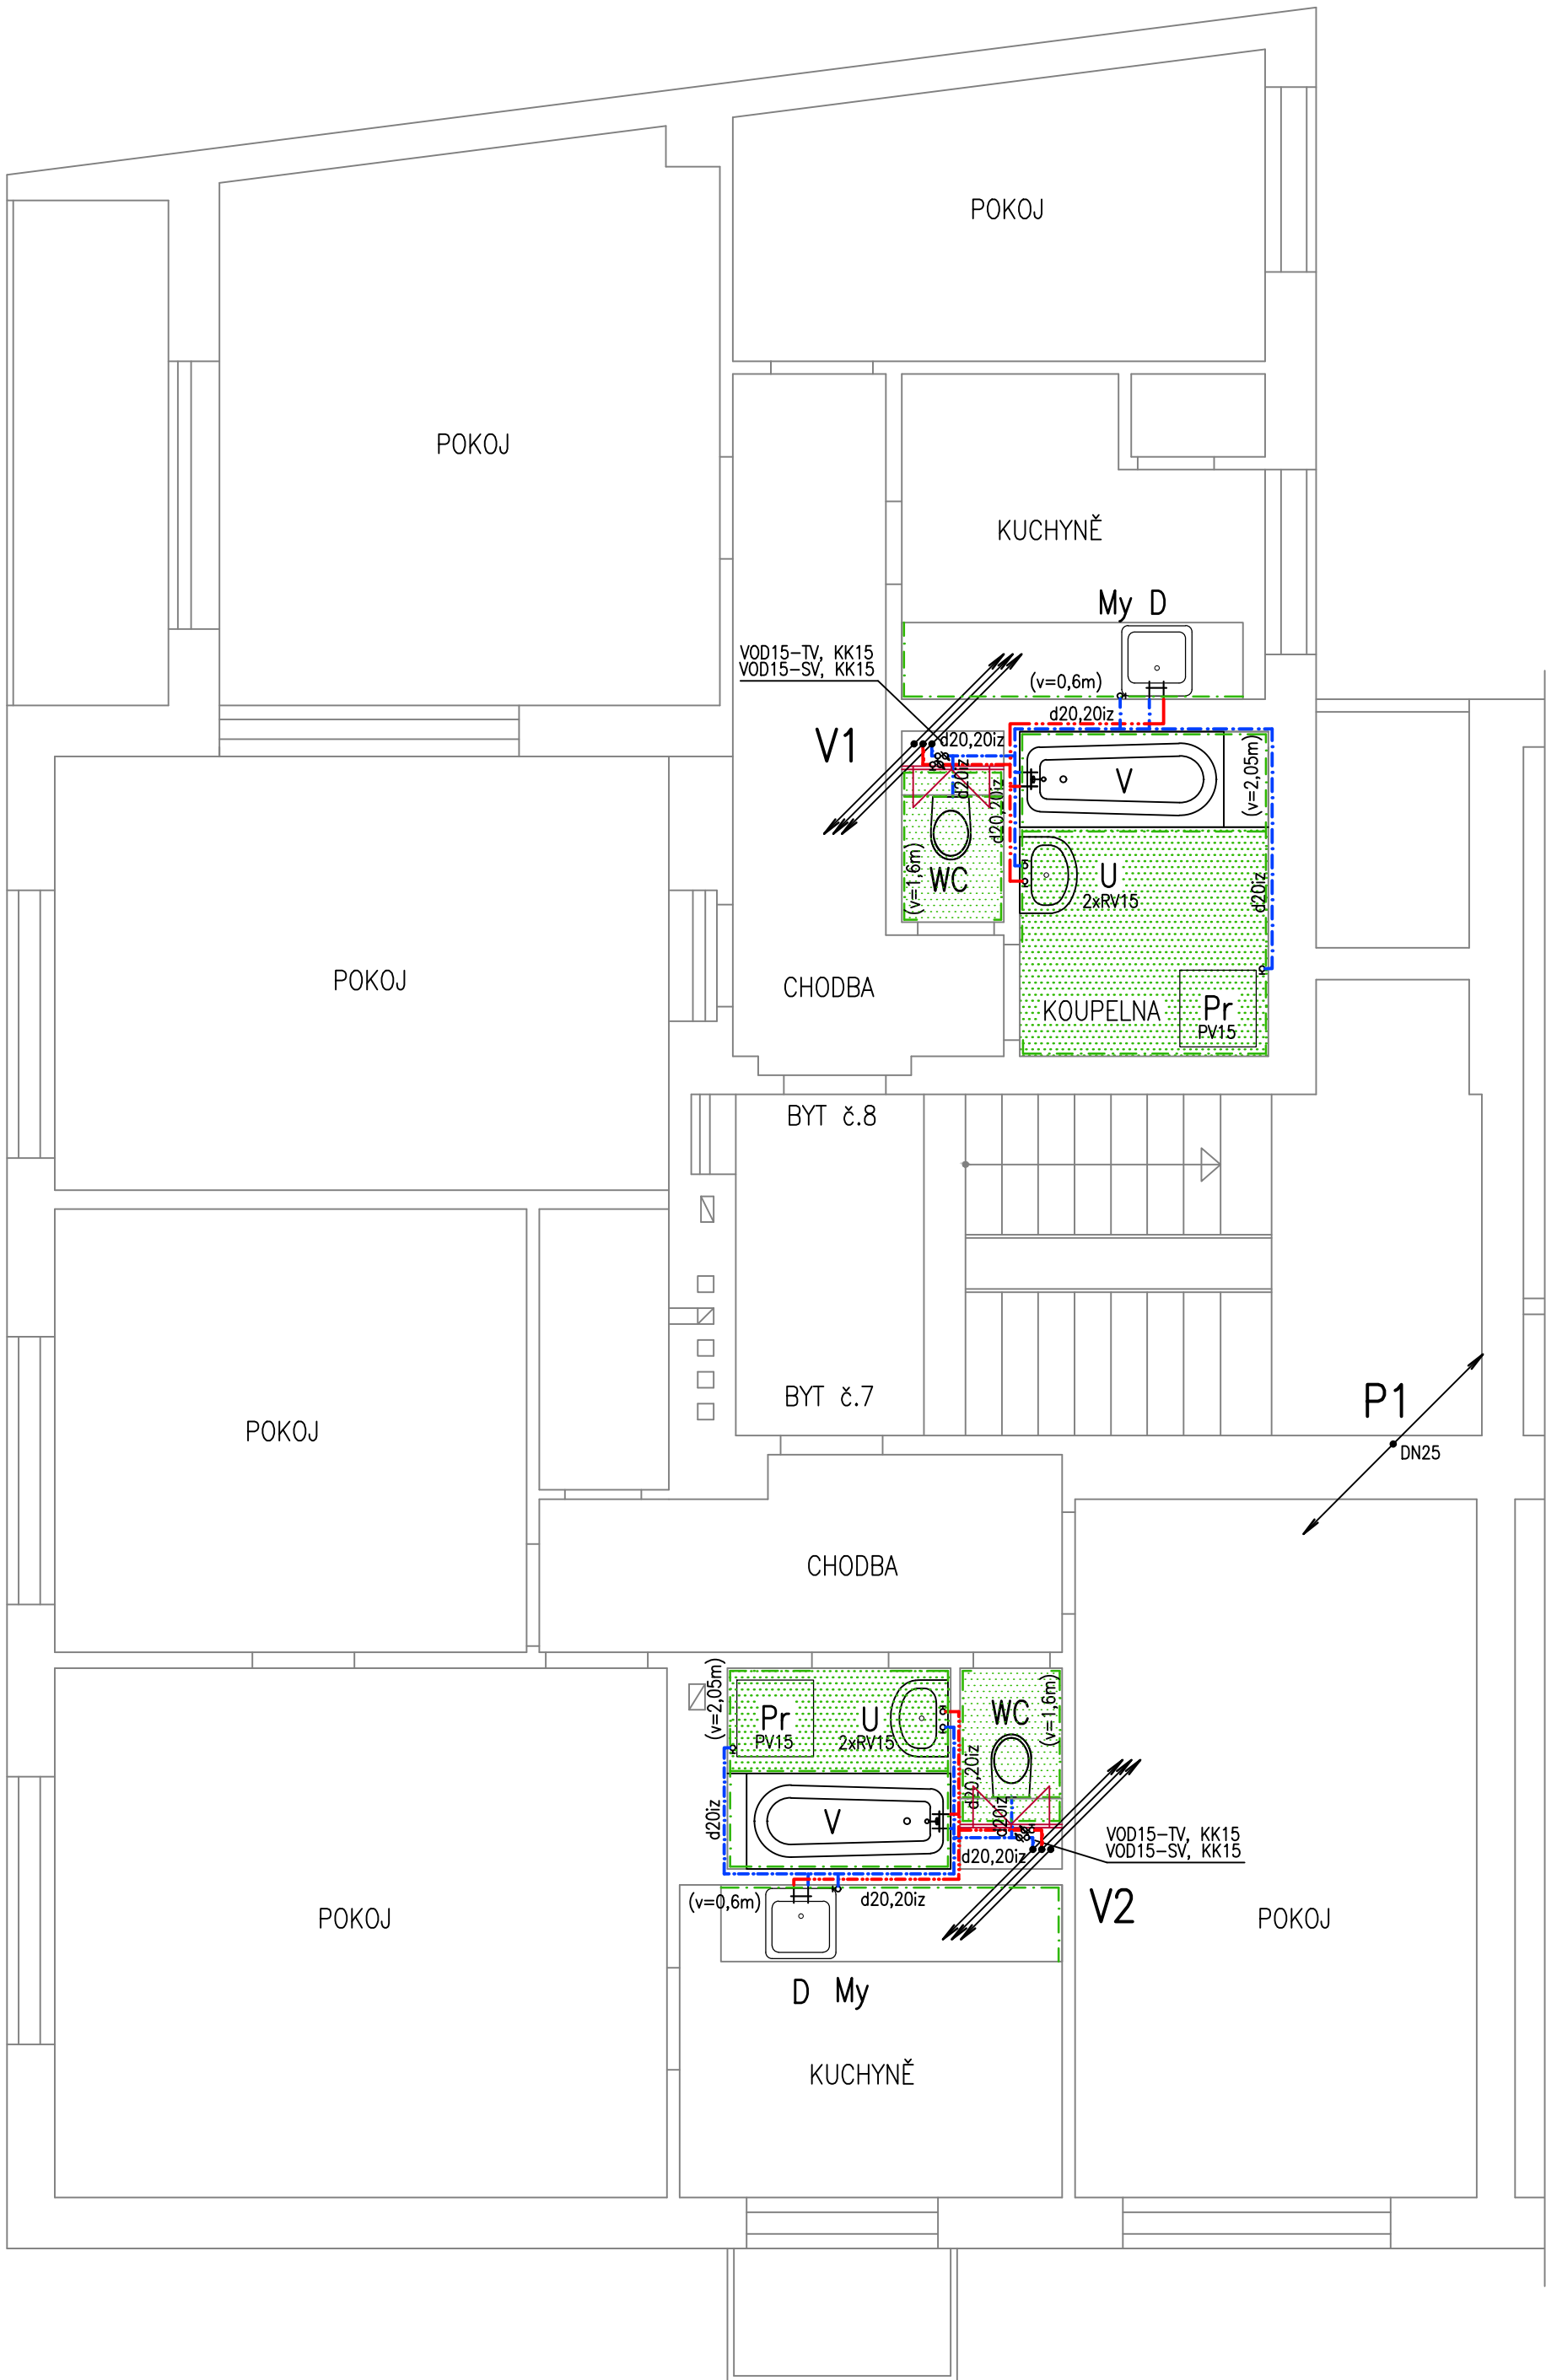 POKOJ
POKOJ
KUCHYNĚ
My D
VOD15-TV, KK15
VOD15-SV, KK15
(v=0,6m)
d20,20iz
V1
d20,20iz
d20iz
d20,20iz
V
(v=2,05m)
(v=1,6m)
WC
U
2xRV15
d20iz
POKOJ
CHODBA
KOUPELNA
Pr
PV15
BYT č.8
BYT č.7
P1
DN25
POKOJ
CHODBA
(v=2,05m)
Pr
PV15
U
2xRV15
WC
(v=1,6m)
d20,20iz
d20iz
d20iz
V
VOD15-TV, KK15
VOD15-SV, KK15
d20,20iz
(v=0,6m)
d20,20iz
V2
POKOJ
POKOJ
D My
KUCHYNĚ